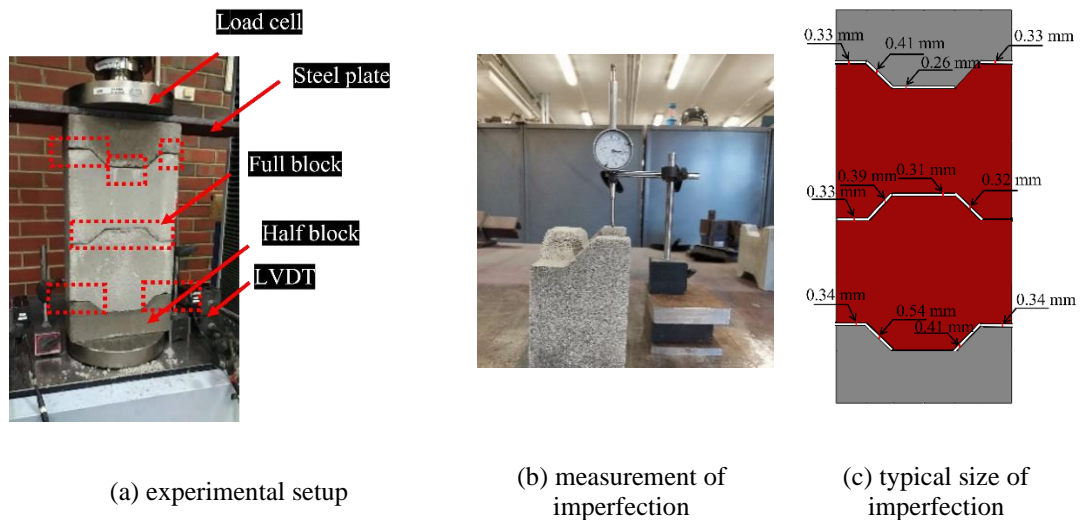 Load cell
Steel plate
Full block
Half block
LVDT
0.33 mm
0.33 mm
0.41 mm
0.26 mm
0.39 mm
0.31 mm
0.32 mm
0.33 mm
0.34 mm
0.54 mm
0.41 mm
0.34 mm
(a) experimental setup
(b) measurement of
imperfection
(c) typical size of
imperfection